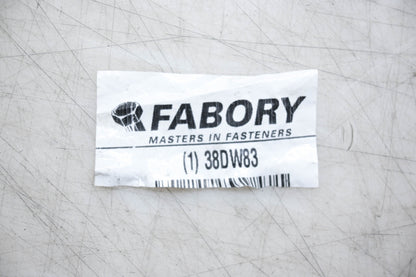 FABORY
MASTERS IN FASTENERS
(1) 38DW83